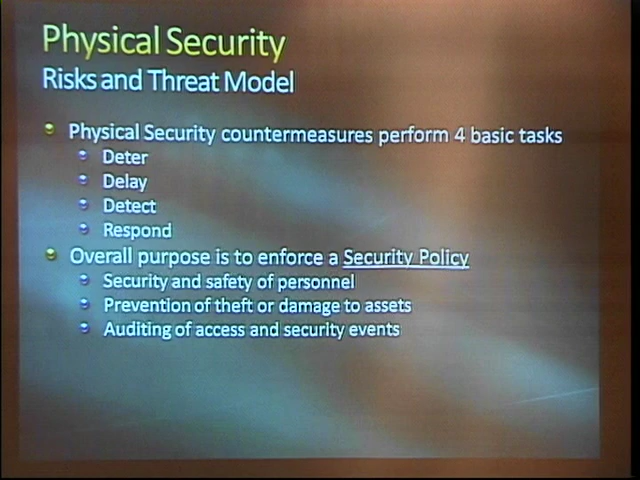 Physical Security
Risks and Threat Model
Physical Security countermeasures perform 4 basic tasks
Deter
Delay
Detect
Respond
Overall purpose is to enforce a Security Policy
Security and safety of personnel
Prevention of theft or damage to assets
Auditing of access and security events